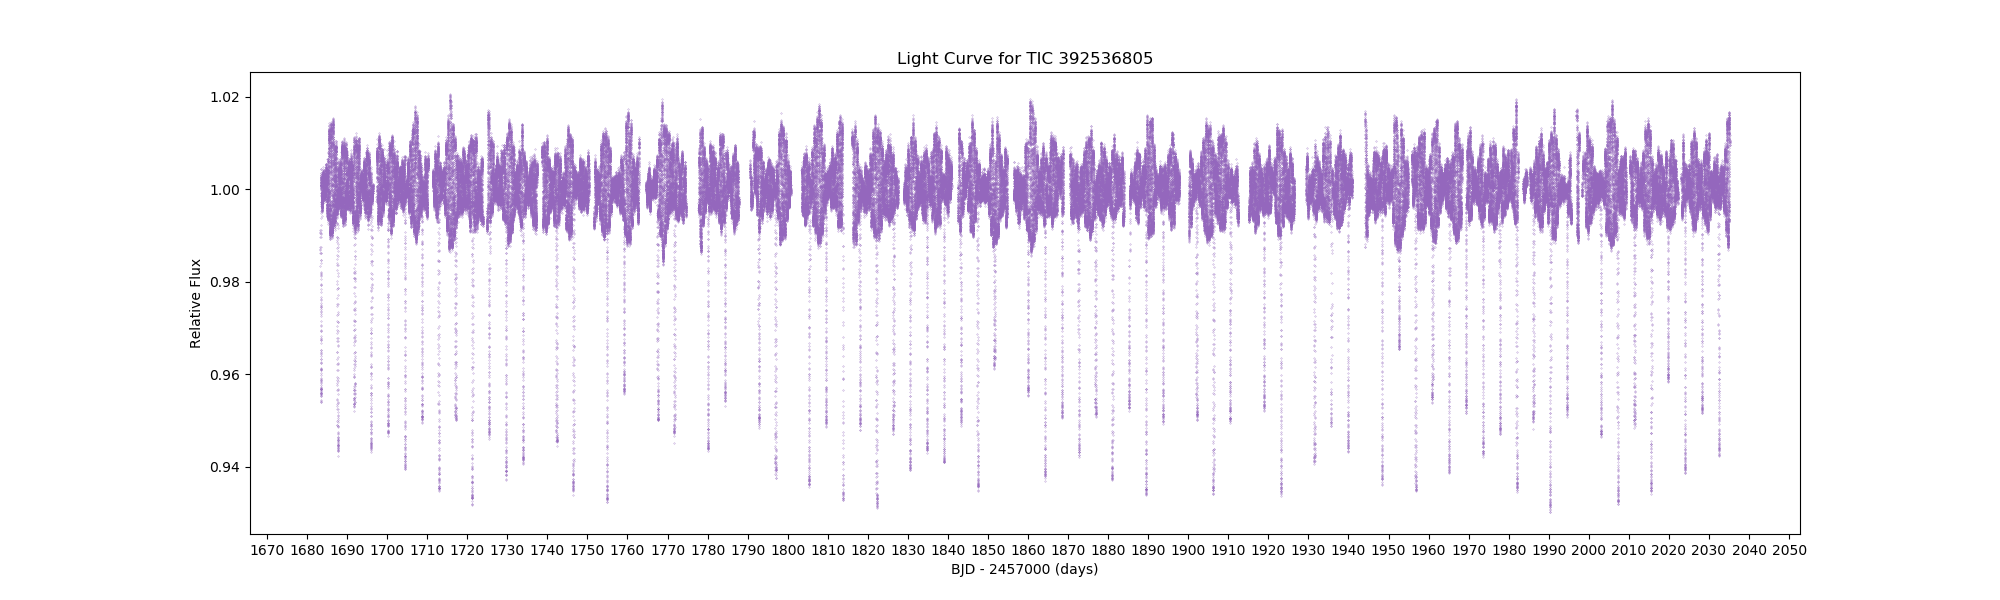 Light Curve for TIC 392536805
1.02
1.00
0.98
0.96
0.94
Relative Flux
1670 1680 1690 1700 1710 1720 1730 1740 1750 1760 1770 1780 1790 1800 1810 1820 1830 1840 1850 1860 1870 1880 1890 1900 1910 1920 1930 1940 1950 1960 1970 1980 1990 2000 2010 2020 2030 2040 2050
BJD - 2457000 (days)